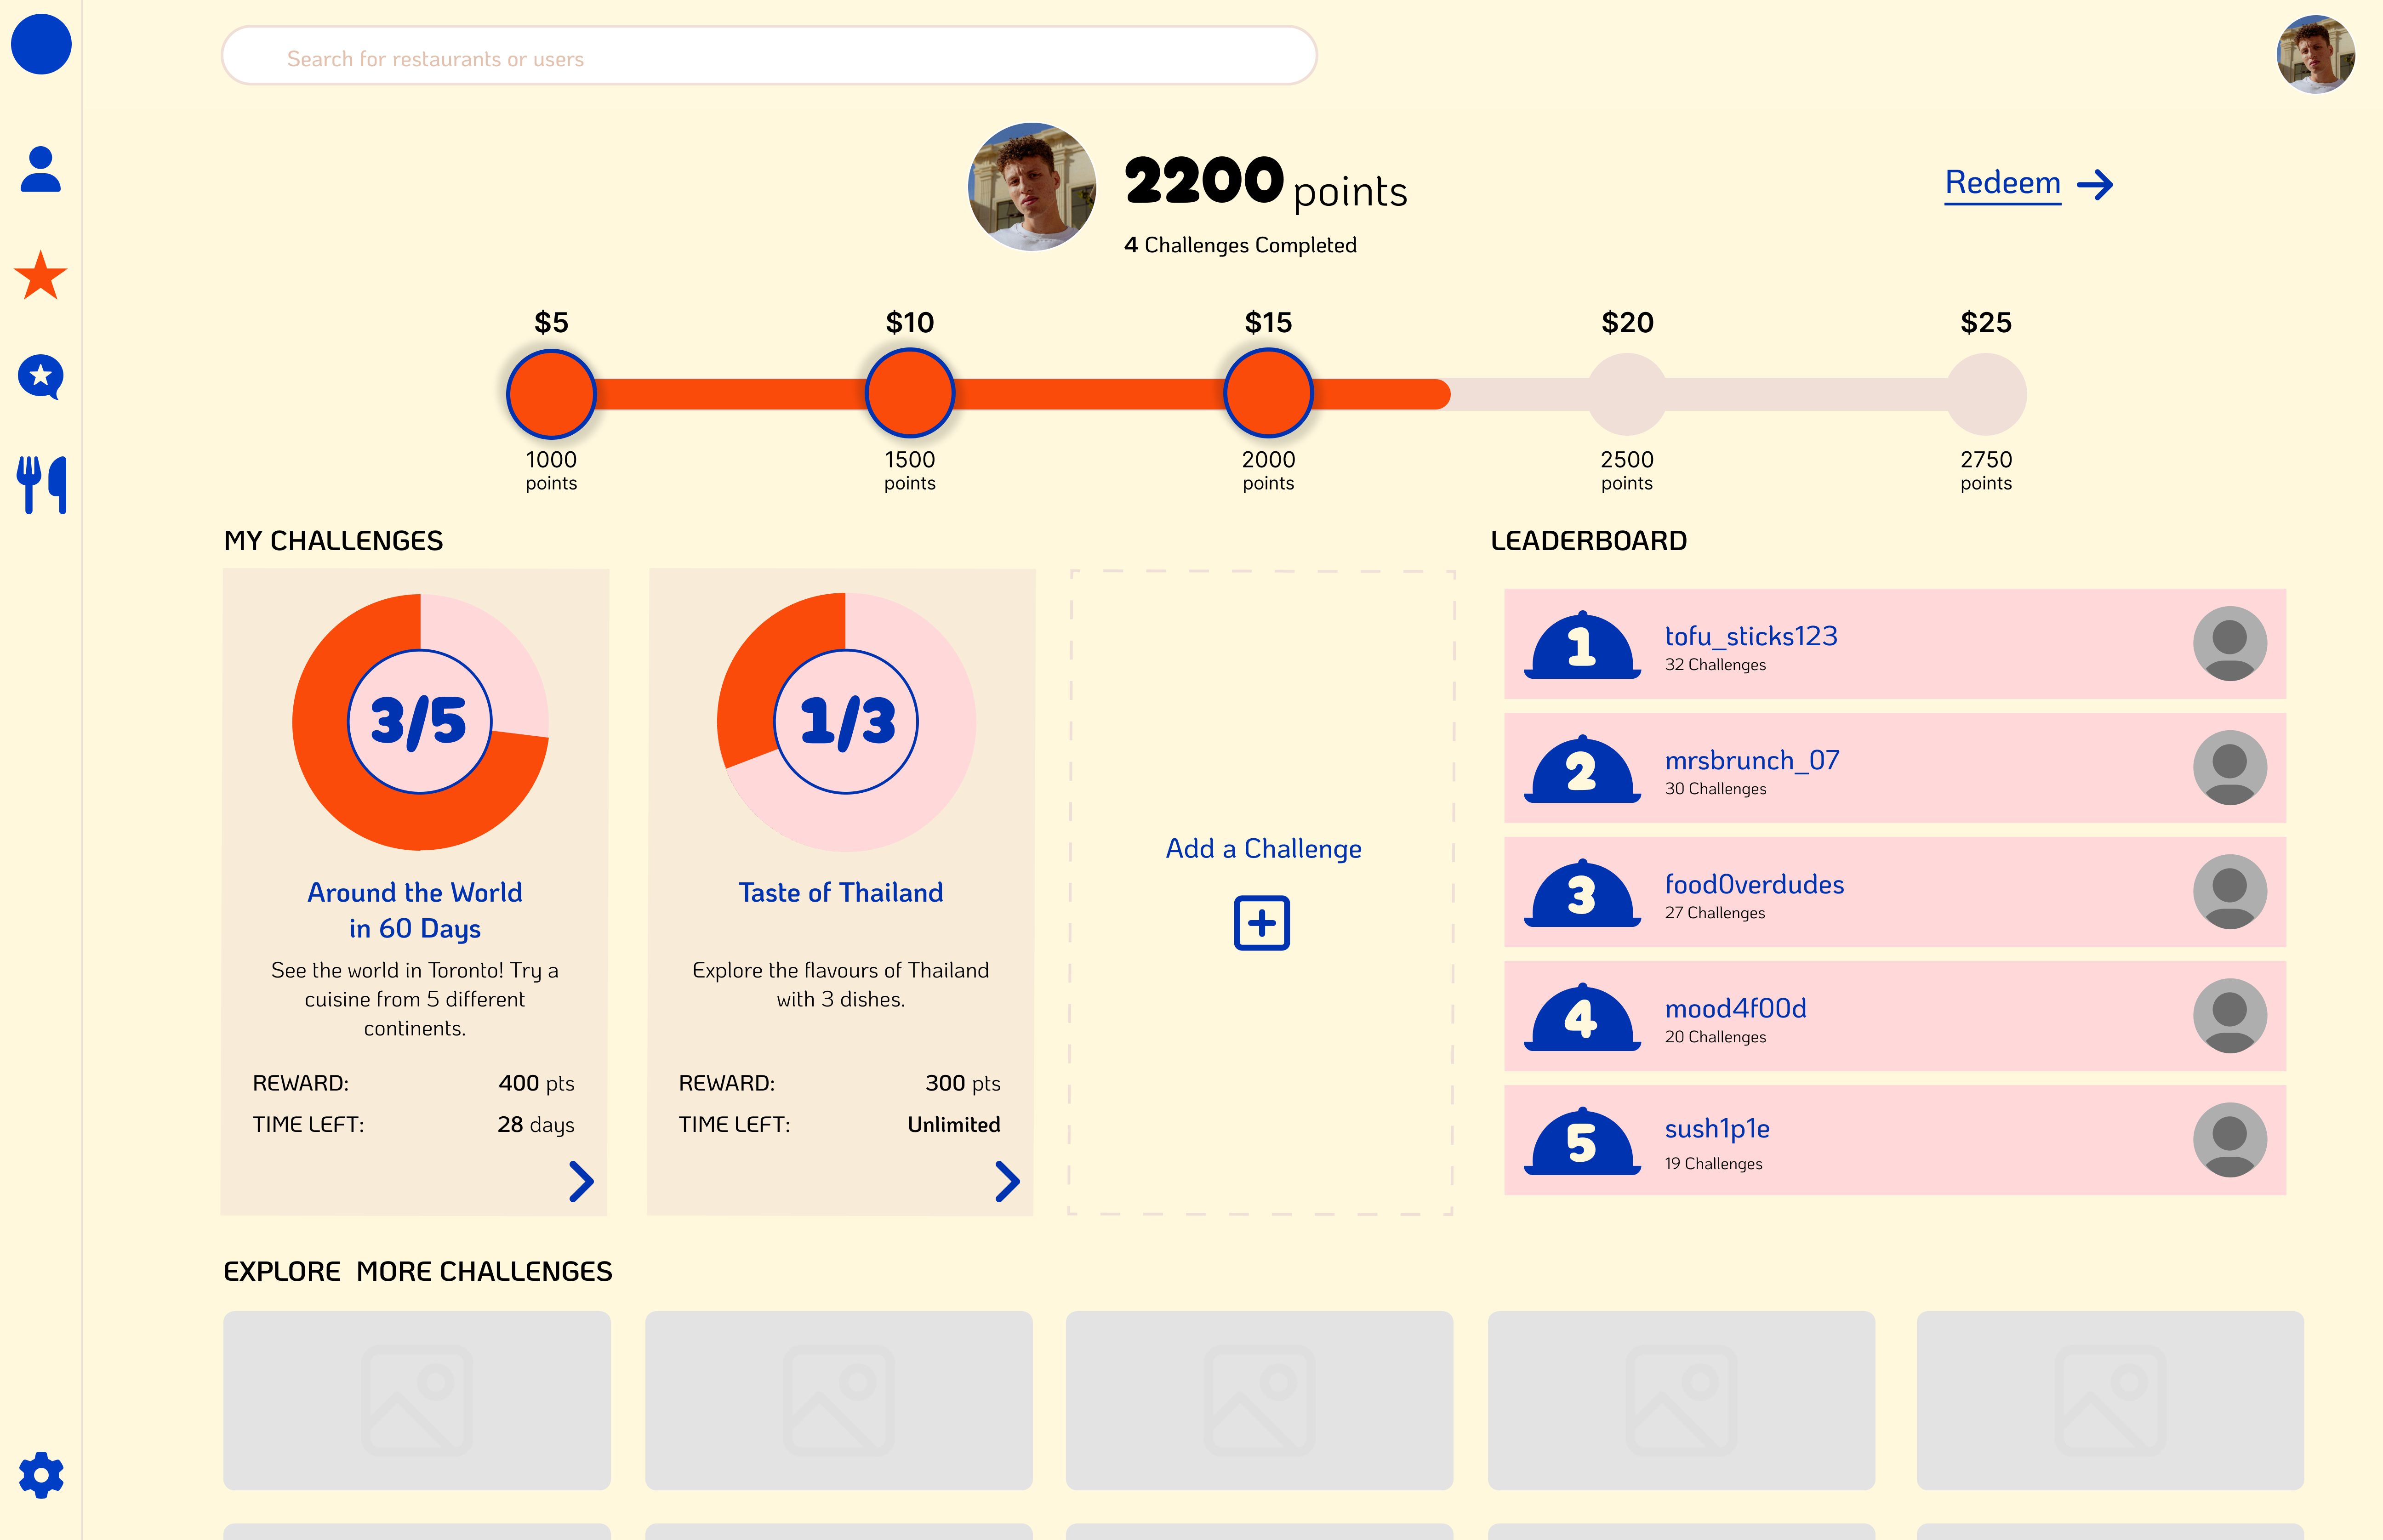 Search for restaurants or users
2200 points
4 Challenges Completed
Redeem
$5
$10
$15
$20
$25
1000
points
1500
points
2000
points
2500
points
2750
points
MY CHALLENGES
3/5
Around the World
in 60 Days
See the world in Toronto! Try a
cuisine from 5 different
continents.
REWARD: 400 pts
TIME LEFT: 28 days
1/3
Taste of Thailand
Explore the flavours of Thailand
with 3 dishes.
REWARD: 300 pts
TIME LEFT: Unlimited
Add a Challenge
LEADERBOARD
1
tofu_sticks123
32 Challenges
2
mrsbrunch_07
30 Challenges
3
food0verdudes
27 Challenges
4
mood4f00d
20 Challenges
5
sush1p1e
19 Challenges
EXPLORE MORE CHALLENGES